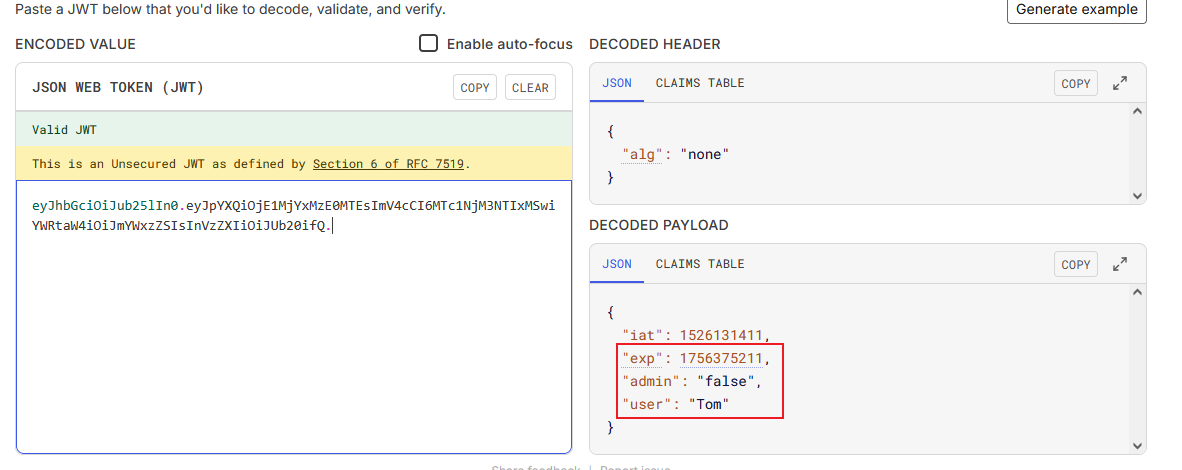 Paste a JWT below that you'd like to decode, validate, and verify.
Generate example
ENCODED VALUE
Enable auto-focus
JSON WEB TOKEN (JWT)
COPY
CLEAR
Valid JWT
This is an Unsecured JWT as defined by Section 6 of RFC 7519.
eyJhbGciOiJub25lIn0.eyJpYXQiOjE1MjYxMzE0MTEsImV4cCI6MTc1NjM3NTIxMSwi
YWRtaW4iOiJmYWxzZSIsInVzZXIiOiJUb20ifQ.
DECODED HEADER
JSON
CLAIMS TABLE
COPY
{
"alg": "none"
}
DECODED PAYLOAD
JSON
CLAIMS TABLE
COPY
{
"iat": 1526131411,
"exp": 1756375211,
"admin": "false",
"user": "Tom"
}
Share feedback | Report issue